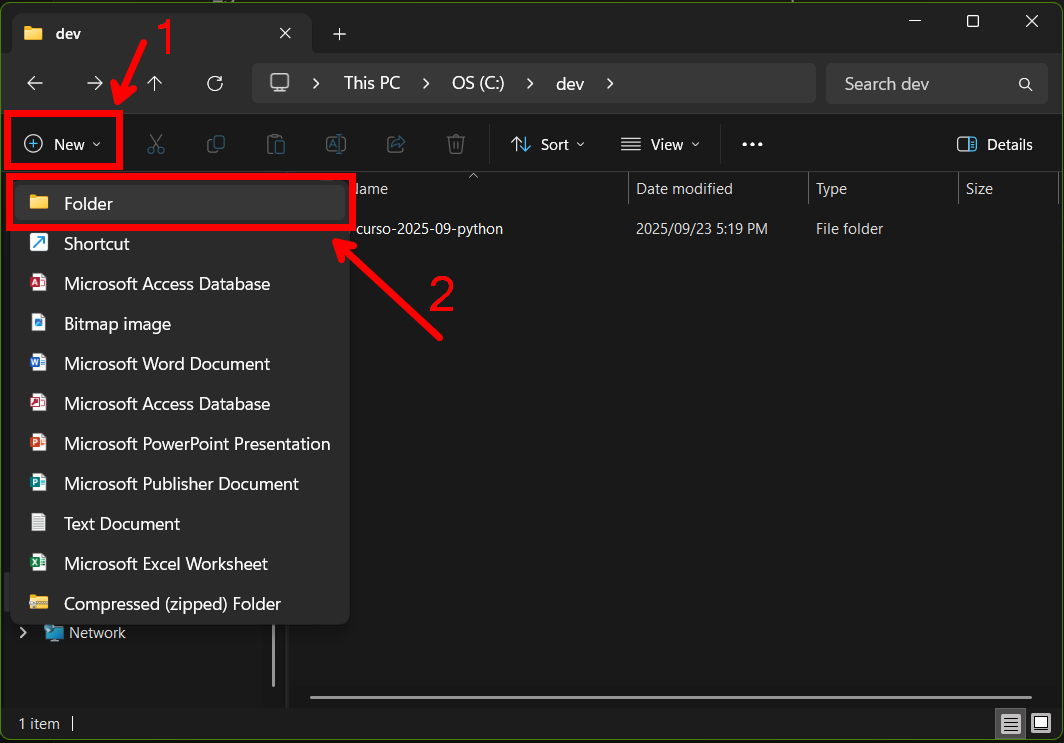 dev
1
This PC
OS (C:)
dev
Search dev
New
Sort
View
Details
Name
Date modified
Type
Size
Folder
curso-2025-09-python
2025/09/23 5:19 PM
File folder
Shortcut
2
Microsoft Access Database
Bitmap image
Microsoft Word Document
Microsoft Access Database
Microsoft PowerPoint Presentation
Microsoft Publisher Document
Text Document
Microsoft Excel Worksheet
Compressed (zipped) Folder
Network
1 item